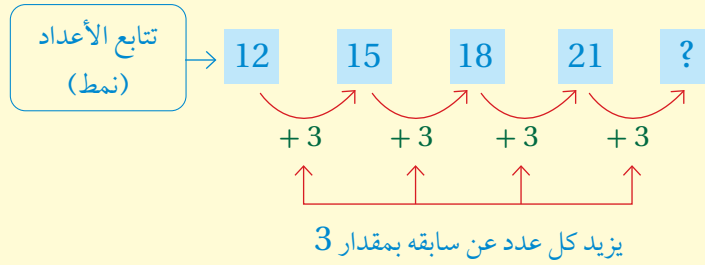 تتابع الأعداد
(نمط)
12 15 18 21 ?
+3 +3 +3 +3
يزيد كل عدد عن سابقه بمقدار 3